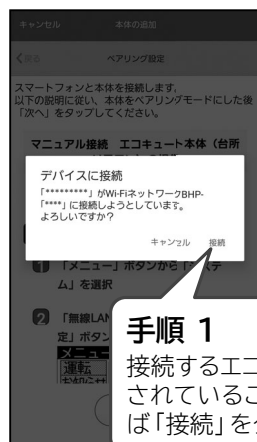 キャンセル 本体の追加
く戻る ペアリング設定
スマートフォンと本体を接続します。
以下の説明に従い、本体をペアリングモードにした後
「次へ」をタップしてください。
マニュアル接続 エコキュート本体（台所
デバイスに接続
「*********」がWi-FiネットワークBHP-
「****」に接続しようとしています。
よろしいですか？
キャンセル 接続
1 「メニュー」ボタンから「システ
ム」を選択
2 「無線LAN
定」ボタン
メニュー
運転
お知らせ
手順 1
接続するエコ
されているこ
ば「接続」を